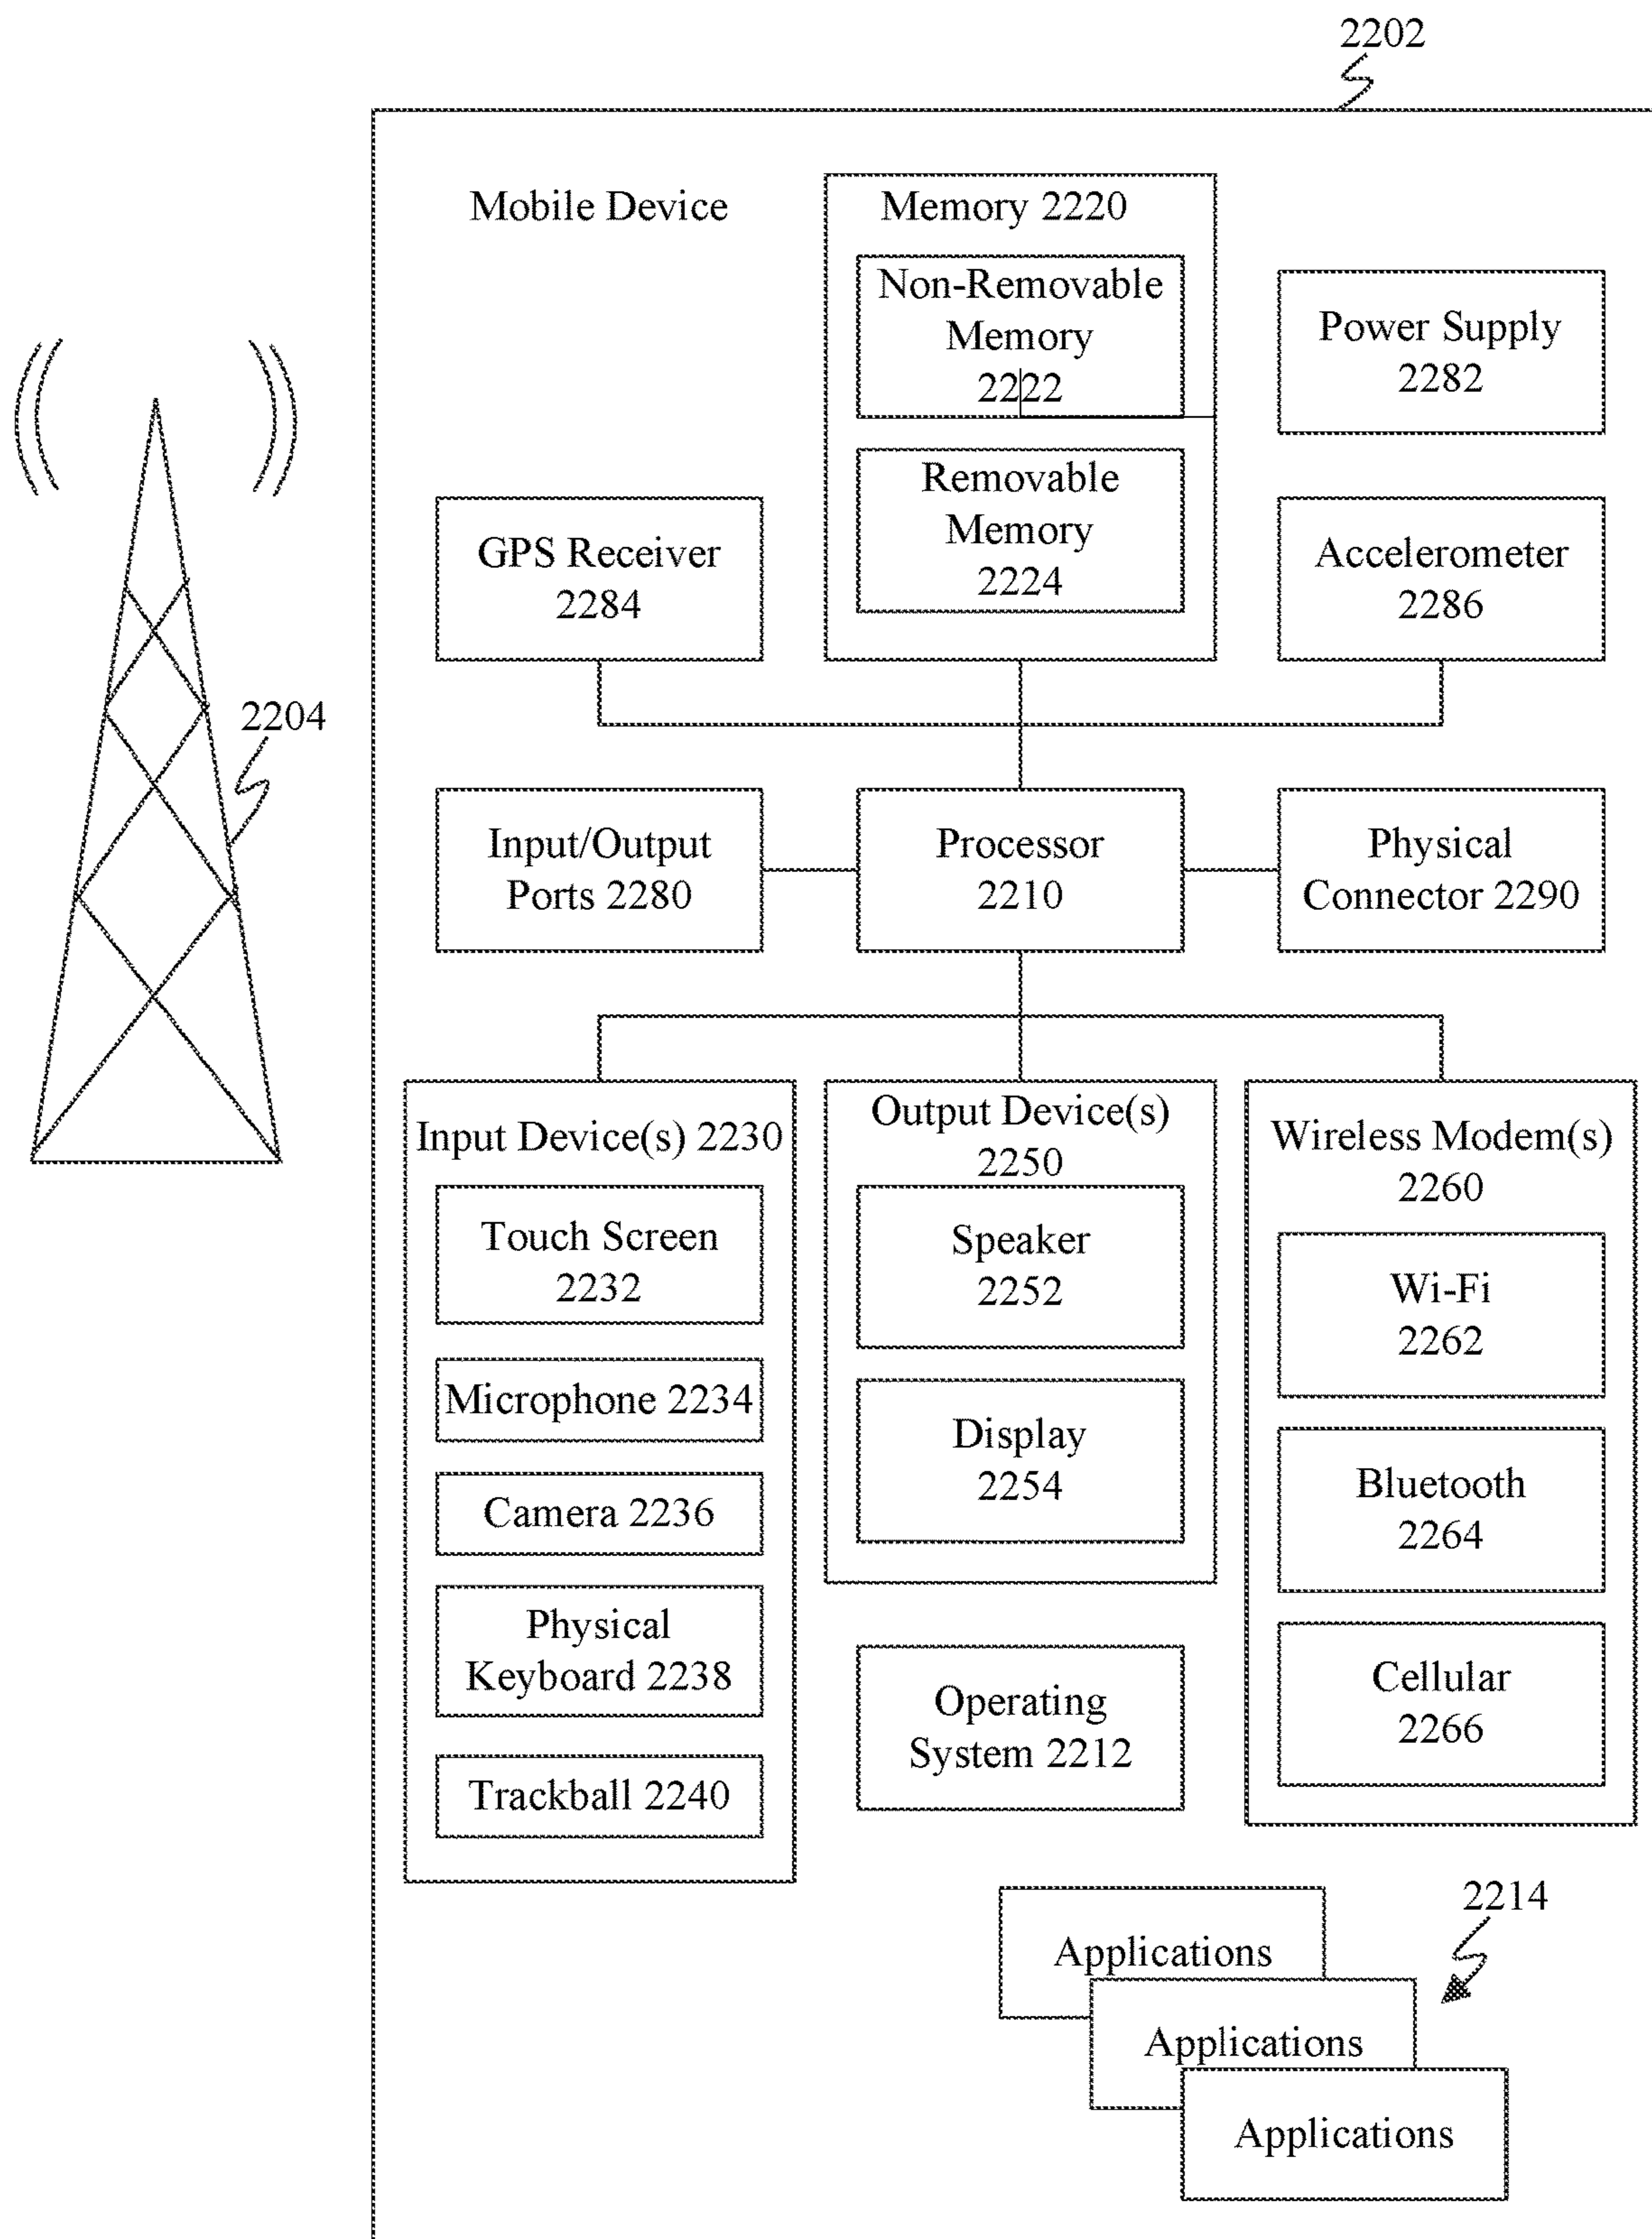 2202
Mobile Device
Memory 2220
Non-Removable
Memory
2222
Power Supply
2282
Removable
Memory
2224
GPS Receiver
2284
Accelerometer
2286
2204
Input/Output
Ports 2280
Processor
2210
Physical
Connector 2290
Input Device(s) 2230
Touch Screen
2232
Microphone 2234
Camera 2236
Physical
Keyboard 2238
Trackball 2240
Output Device(s)
2250
Speaker
2252
Display
2254
Operating
System 2212
Wireless Modem(s)
2260
Wi-Fi
2262
Bluetooth
2264
Cellular
2266
2214
Applications
Applications
Applications